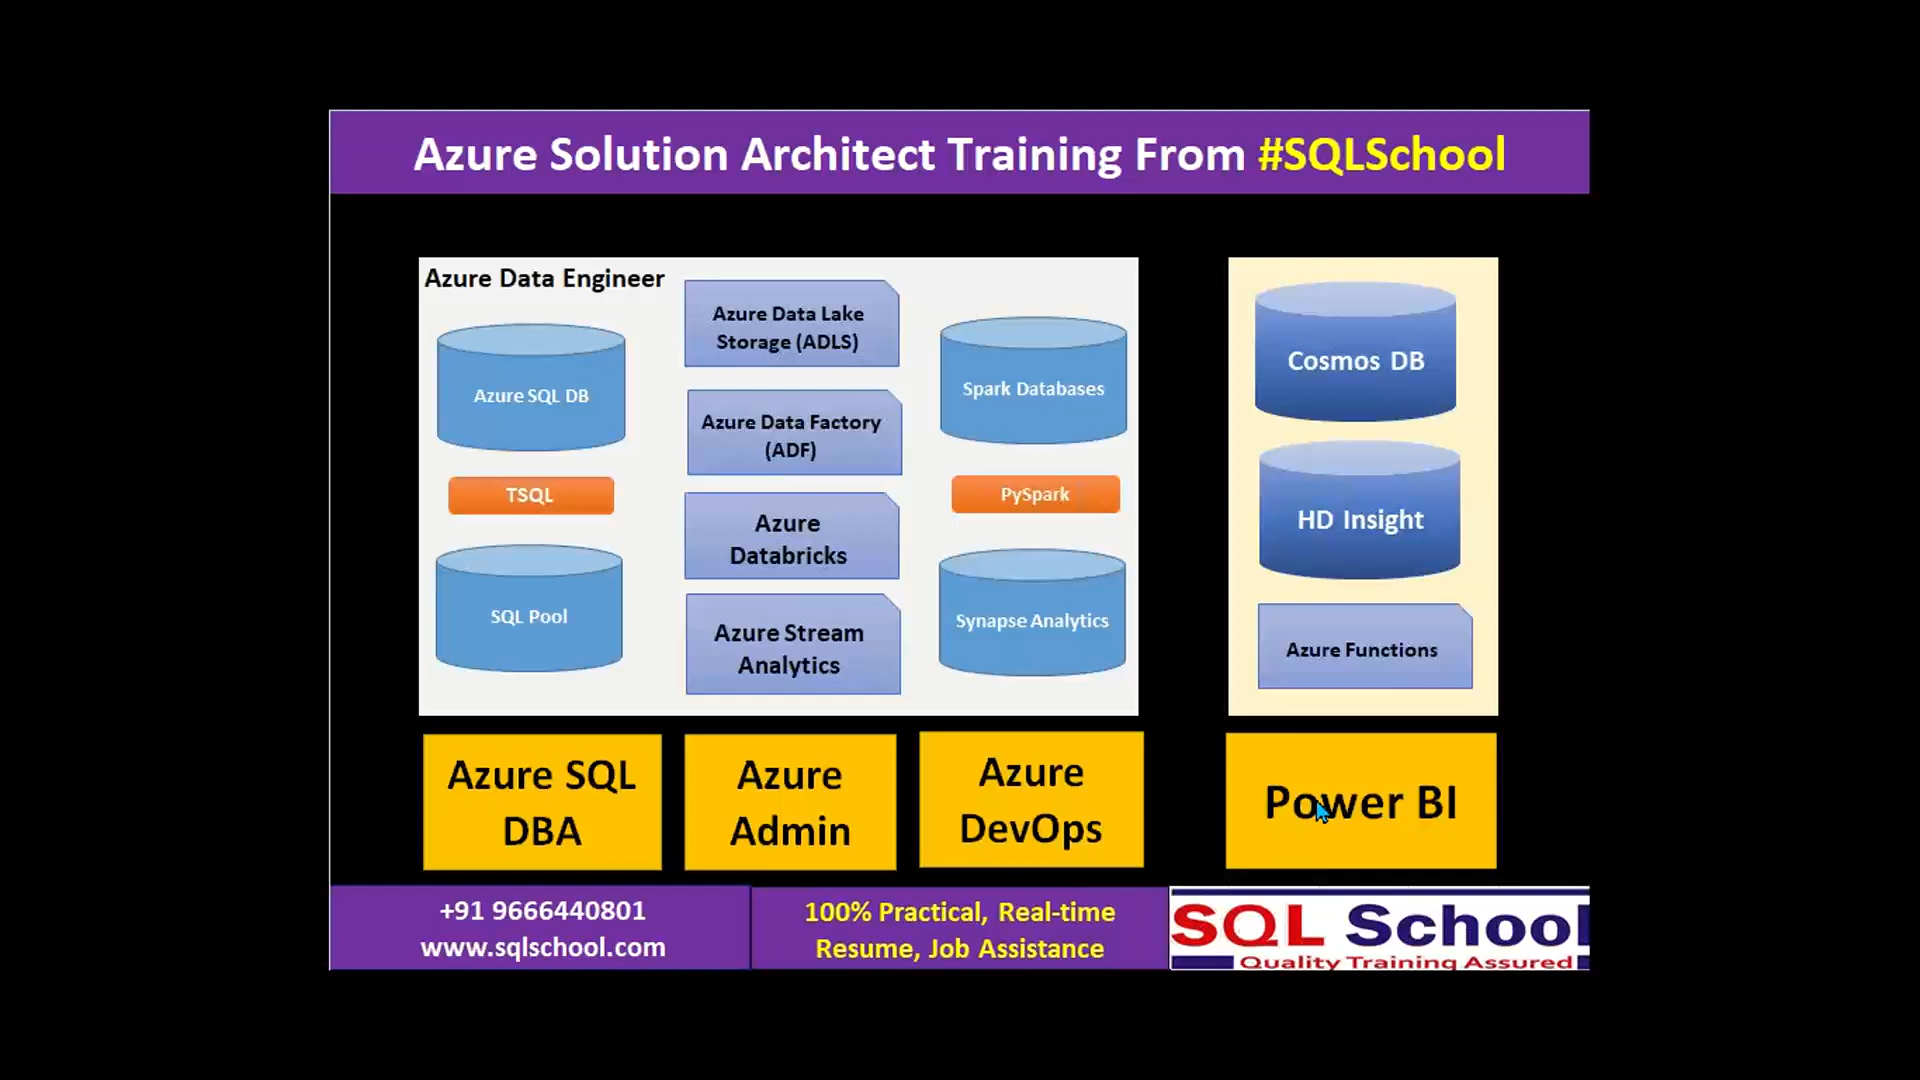 Azure Solution Architect Training From #SQLSchool
Azure Data Engineer
Azure SQL DB
TSQL
SQL Pool
Azure Data Lake
Storage (ADLS)
Azure Data Factory
(ADF)
Azure
Databricks
Azure Stream
Analytics
Spark Databases
PySpark
Synapse Analytics
Cosmos DB
HD Insight
Azure Functions
Azure SQL
DBA
Azure
Admin
Azure
DevOps
Power BI
+91 9666440801
www.sqlschool.com
100% Practical, Real-time
Resume, Job Assistance
SQL School
Quality Training Assured